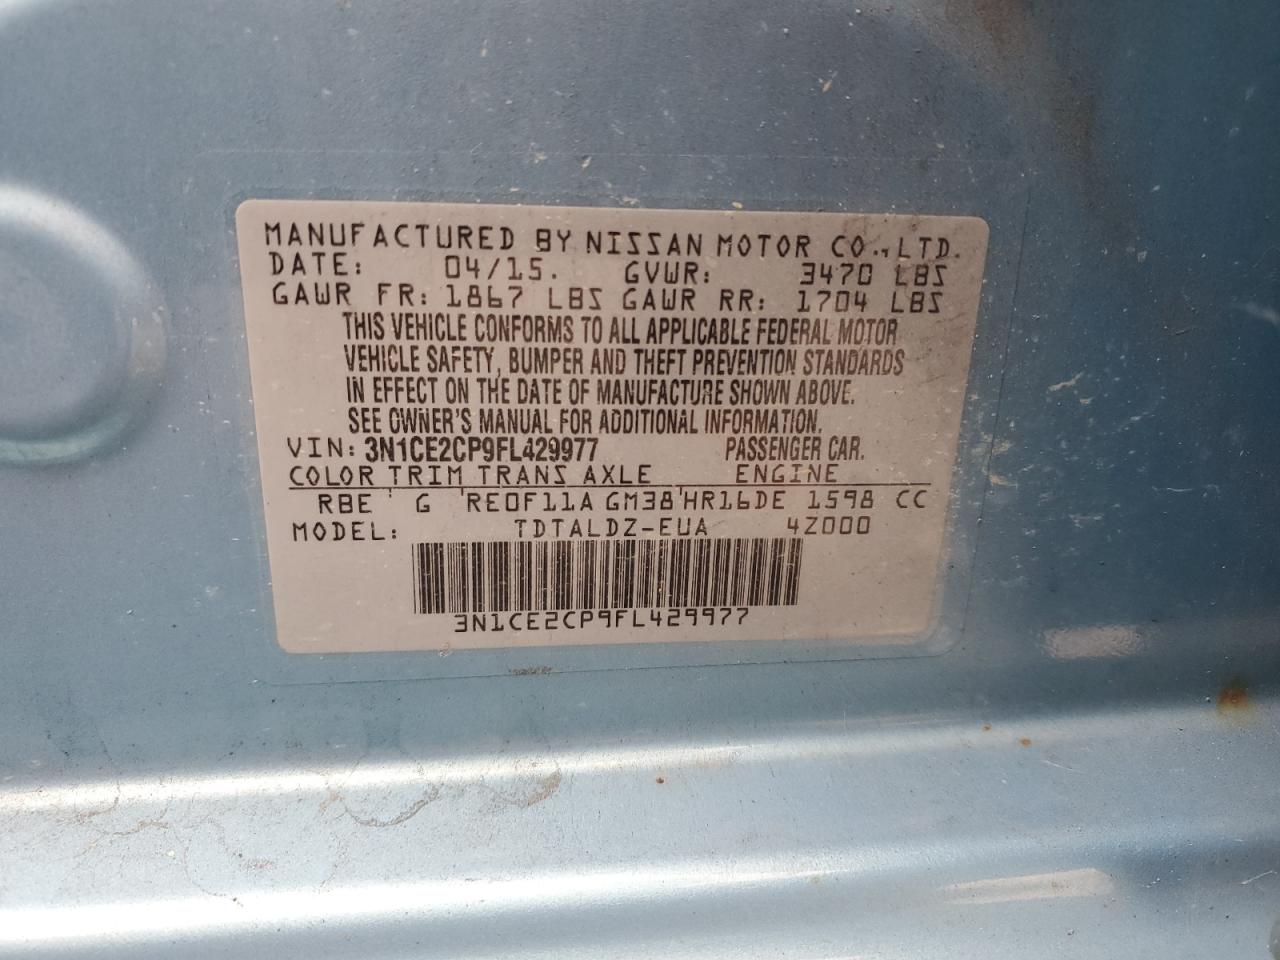 MANUFACTURED BY NISSAN MOTOR CO., LTD.
DATE: 04/15. GVWR: 3470 LBS
GAWR FR: 1867 LBS GAWR RR: 1704 LBS
THIS VEHICLE CONFORMS TO ALL APPLICABLE FEDERAL MOTOR
VEHICLE SAFETY, BUMPER AND THEFT PREVENTION STANDARDS
IN EFFECT ON THE DATE OF MANUFACTURE SHOWN ABOVE.
SEE OWNER'S MANUAL FOR ADDITIONAL INFORMATION.
VIN: 3N1CE2CP9FL429977 PASSENGER CAR.
COLOR TRIM TRANS AXLE ENGINE
RBE G RE0F11A GM38 HR16DE 1598 CC
MODEL: TDTALDZ-EUA 4Z000
3N1CE2CP9FL429977